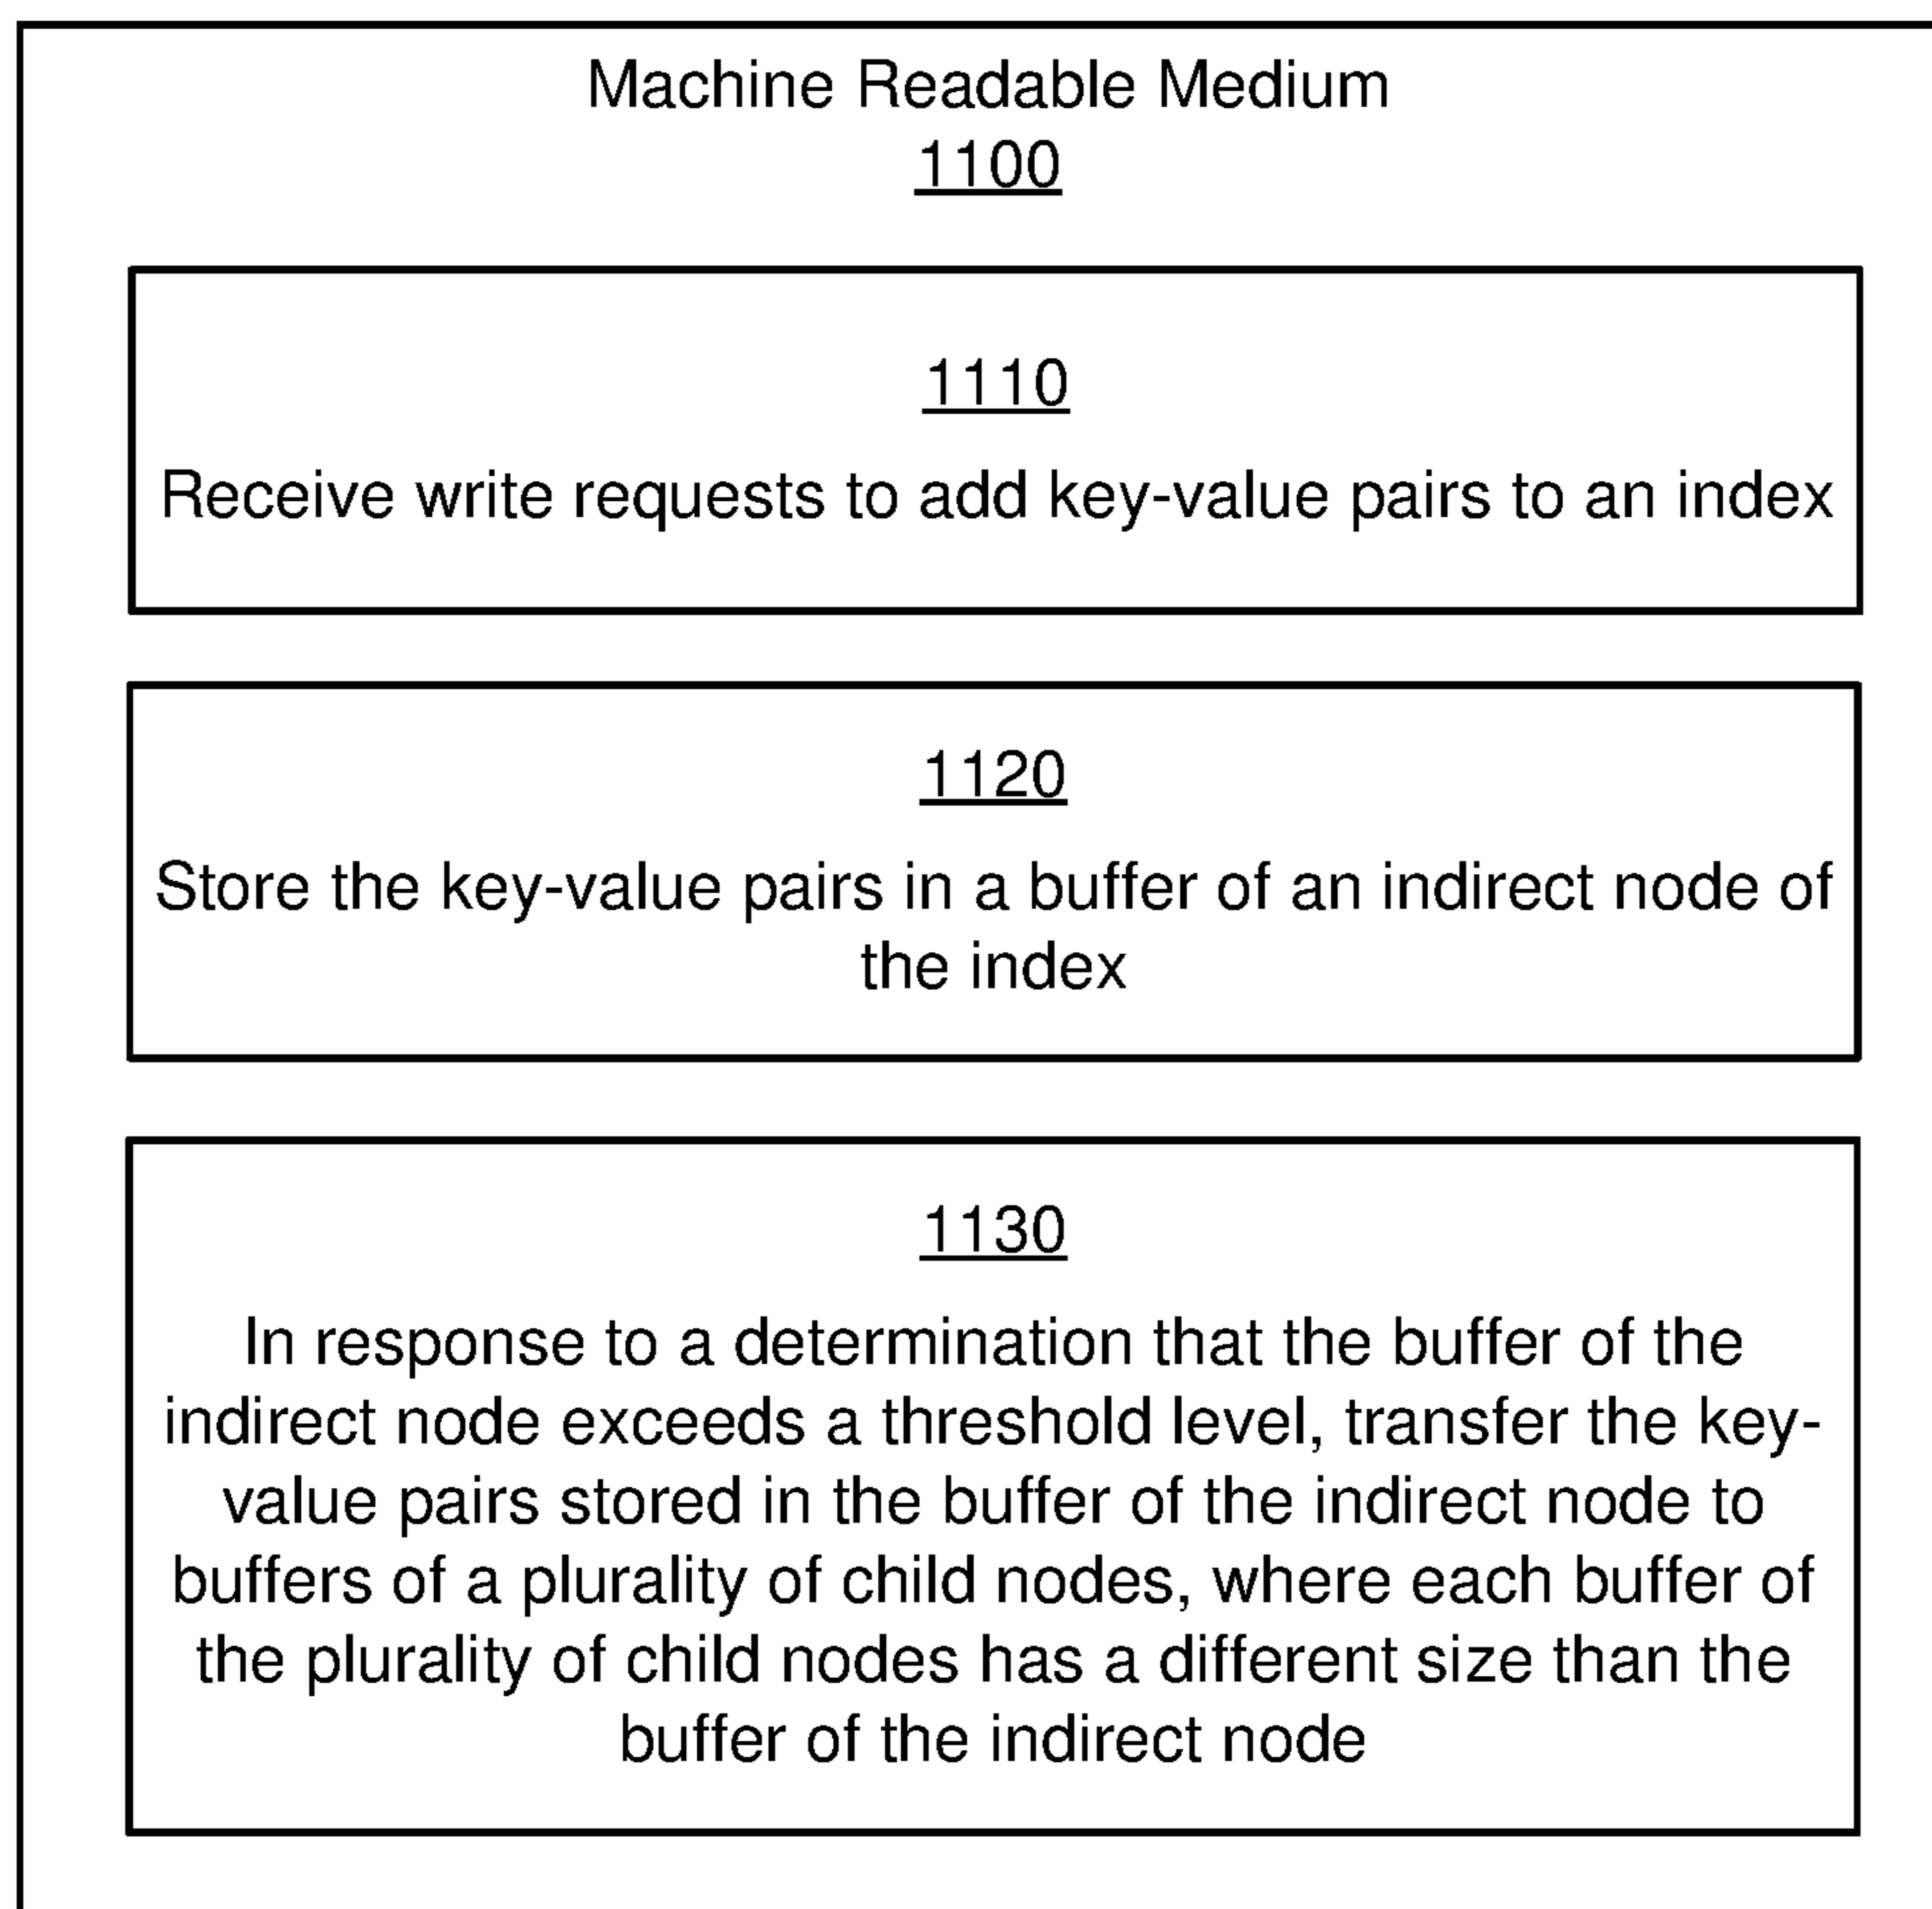 Machine Readable Medium
1100
1110
Receive write requests to add key-value pairs to an index
1120
Store the key-value pairs in a buffer of an indirect node of
the index
1130
In response to a determination that the buffer of the
indirect node exceeds a threshold level, transfer the key-
value pairs stored in the buffer of the indirect node to
buffers of a plurality of child nodes, where each buffer of
the plurality of child nodes has a different size than the
buffer of the indirect node